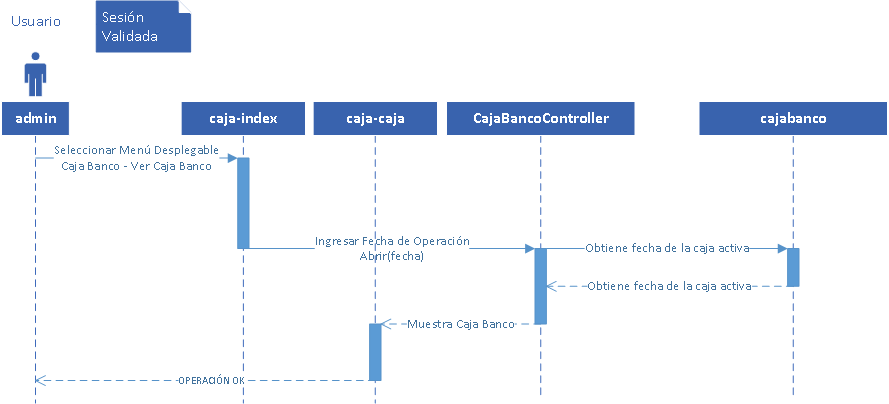 Usuario
Sesión
Validada
admin
caja-index
caja-caja
CajaBancoController
cajabanco
Seleccionar Menú Desplegable
Caja Banco - Ver Caja Banco
Ingresar Fecha de Operación
Abrir(fecha)
Obtiene fecha de la caja activa
Obtiene fecha de la caja activa
Muestra Caja Banco
OPERACIÓN OK